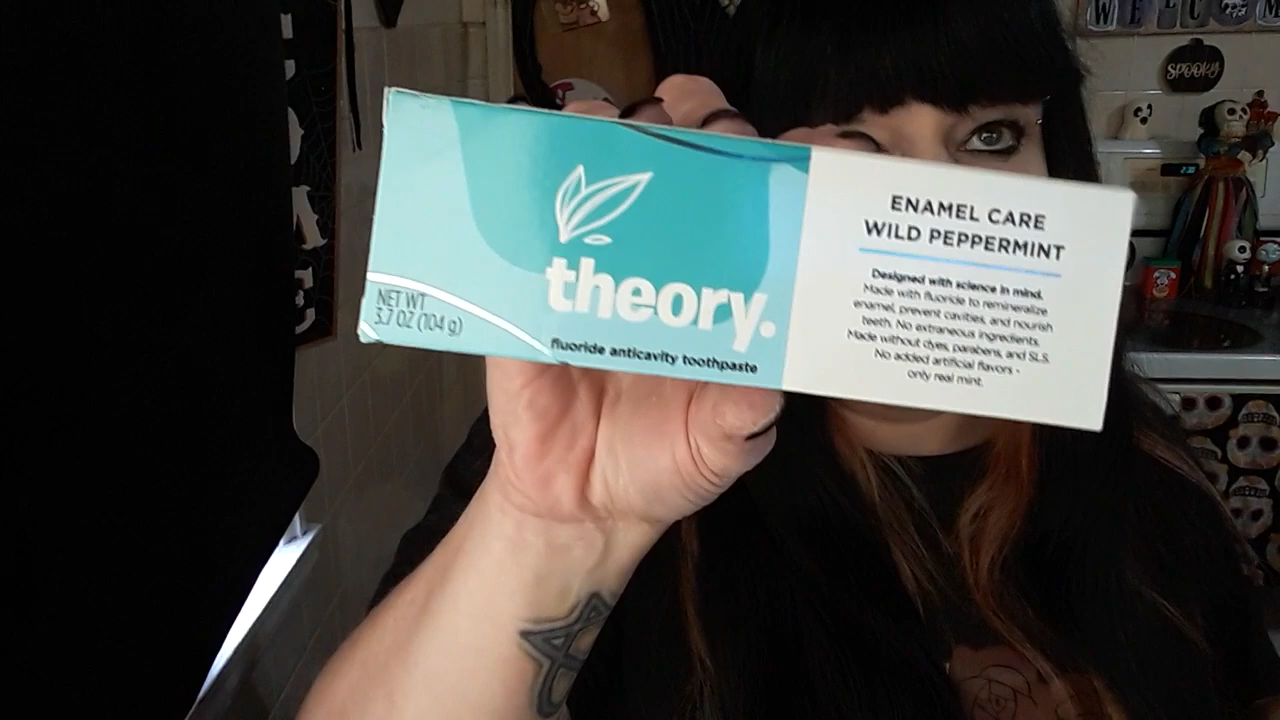 WELCOM
SPOOKY
NET WT
3.7 OZ (104 g)
theory.
fluoride anticavity toothpaste
ENAMEL CARE
WILD PEPPERMINT
Designed with science in mind.
Made with fluoride to remineralize
enamel, prevent cavities, and nourish
teeth. No extraneous ingredients.
Made without dyes, parabens, and SLS.
No added artificial flavors -
only real mint.